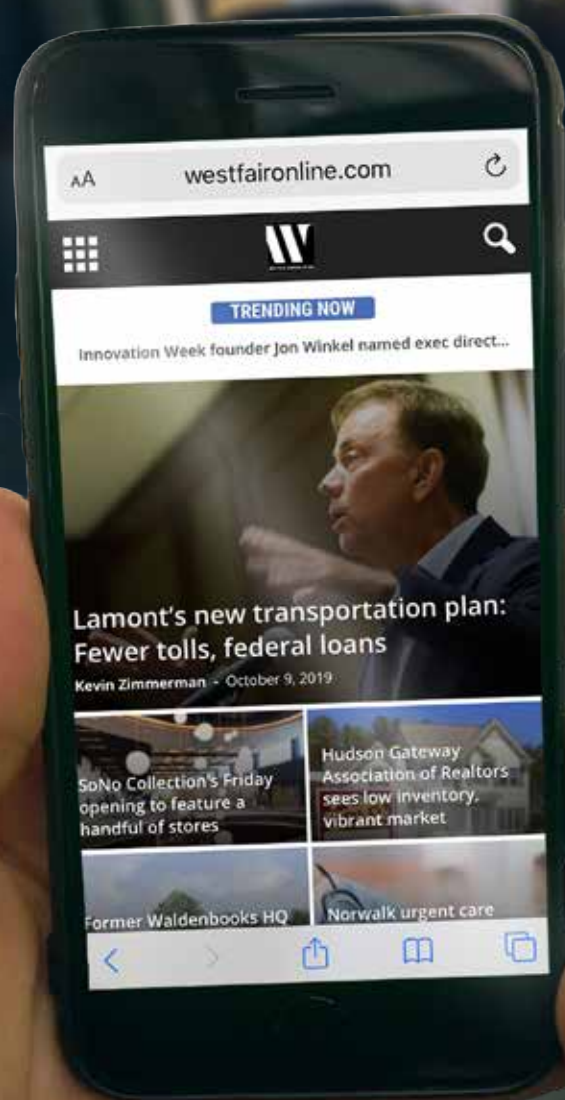 AA westfaironline.com
W
TRENDING NOW
Innovation Week founder Jon Winkel named exec direct...
Lamont's new transportation plan:
Fewer tolls, federal loans
Kevin Zimmerman - October 9, 2019
SoNo Collection's Friday
opening to feature a
handful of stores
Hudson Gateway
Association of Realtors
sees low inventory,
vibrant market
Former Waldenbooks HQ
Norwalk urgent care